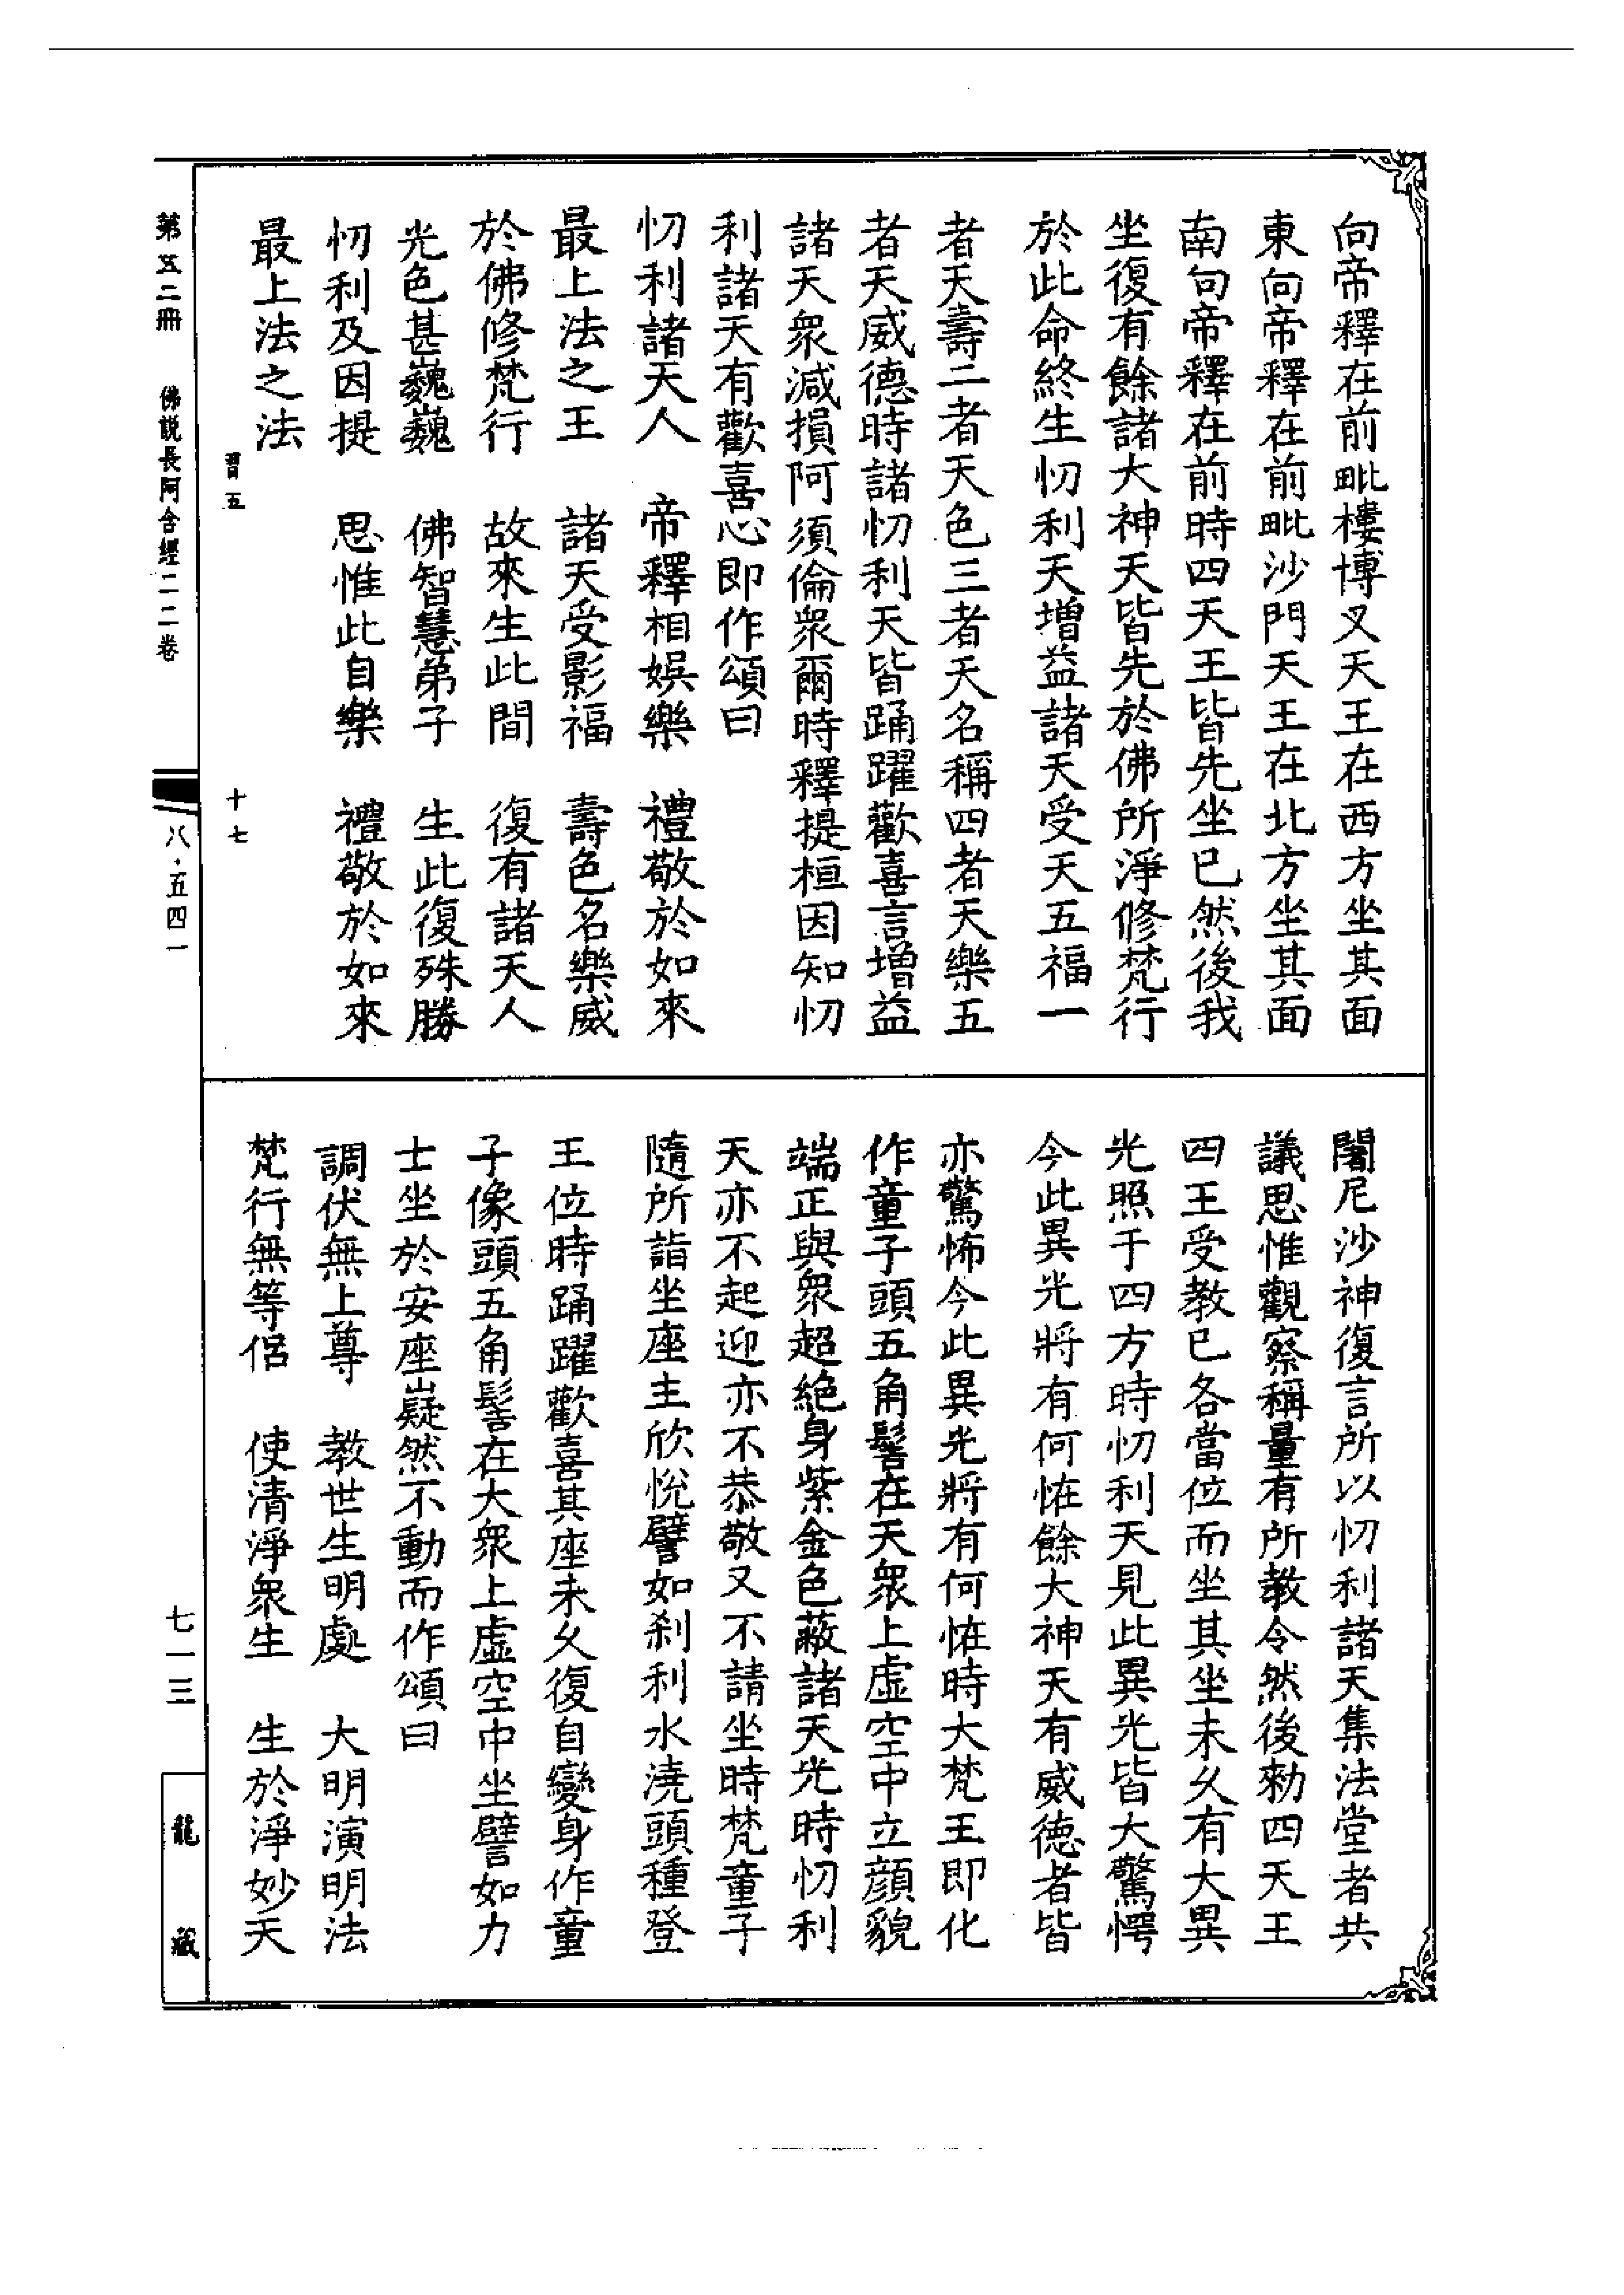 向帝釋在前毗樓博叉天王在西方坐其面
東向帝釋在前毗沙門天王在北方坐其面
南向帝釋在前時四天王皆先坐已然後我
坐復有餘諸大神天皆先於佛所淨修梵行
於此命終生忉利天增益諸天受天五福一
者天壽二者天色三者天名稱四者天樂五
者天威德時諸忉利天皆踊躍歡喜言增益
諸天衆減損阿須倫衆爾時釋提桓因知忉
利諸天有歡喜心即作頌曰
忉利諸天人　帝釋相娛樂　禮敬於如來
最上法之王　諸天受影福　壽色名樂威
於佛修梵行　故來生此間　復有諸天人
光色甚巍巍　佛智慧弟子　生此復殊勝
忉利及因提　思惟此自樂　禮敬於如來
最上法之法
習五　十七
闍尼沙神復言所以忉利諸天集法堂者共
議思惟觀察稱量有所教令然後勑四天王
四王受教已各當位而坐其坐未久有大異
光照于四方時忉利天見此異光皆大驚愕
今此異光將有何恠餘大神天有威德者皆
亦驚怖今此異光將有何恠時大梵王即化
作童子頭五角髻在天衆上虛空中立顔貌
端正與衆超絶身紫金色蔽諸天光時忉利
天亦不起迎亦不恭敬又不請坐時梵童子
隨所詣坐座主欣悅譬如刹利水澆頭種登
王位時踊躍歡喜其座未久復自變身作童
子像頭五角髻在大衆上虛空中坐譬如力
士坐於安座嶷然不動而作頌曰
調伏無上尊　教世生明處　大明演明法
梵行無等侶　使清淨衆生　生於淨妙天
第五二冊　佛説長阿含經二二卷
八·五四一
七一三
龍藏